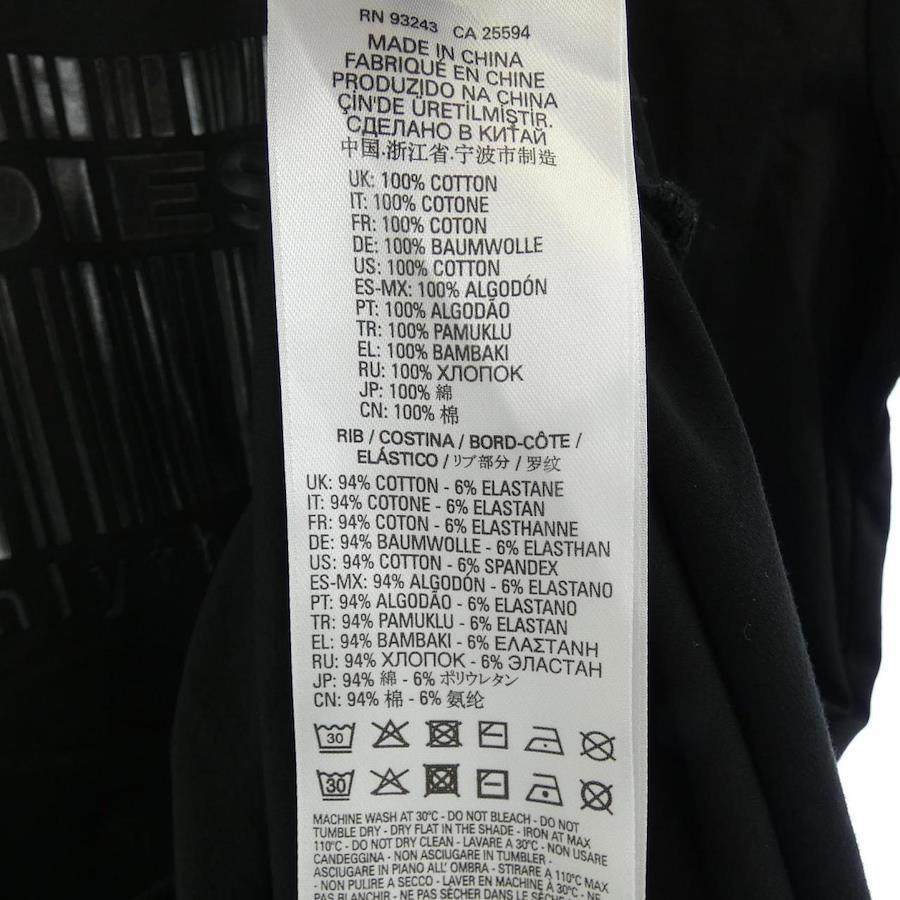 RN 93243 CA 25594
MADE IN CHINA
FABRIQUÉ EN CHINE
PRODUZIDO NA CHINA
ÇİN'DE ÜRETİLMİŞTİR.
СДЕЛАНО В КИТАЙ
中国.浙江省.宁波市制造
UK: 100% COTTON
IT: 100% COTONE
FR: 100% COTON
DE: 100% BAUMWOLLE
US: 100% COTTON
ES-MX: 100% ALGODÓN
PT: 100% ALGODÃO
TR: 100% PAMUKLU
EL: 100% BAMBAKI
RU: 100% ХЛОПОК
JP: 100% 綿
CN: 100% 棉
RIB / COSTINA / BORD-CÔTE /
ELÁSTICO / リブ部分 / 罗纹
UK: 94% COTTON - 6% ELASTANE
IT: 94% COTONE - 6% ELASTAN
FR: 94% COTON - 6% ELASTHANNE
DE: 94% BAUMWOLLE - 6% ELASTHAN
US: 94% COTTON - 6% SPANDEX
ES-MX: 94% ALGODÓN - 6% ELASTANO
PT: 94% ALGODÃO - 6% ELASTANO
TR: 94% PAMUKLU - 6% ELASTAN
EL: 94% BAMBAKI - 6% ΕΛΑΣΤΑΝΗ
RU: 94% ХЛОПОК - 6% ЭЛАСТАН
JP: 94% 綿 - 6% ポリウレタン
CN: 94% 棉 - 6% 氨纶
30
30
MACHINE WASH AT 30°C - DO NOT BLEACH - DO NOT
TUMBLE DRY - DRY FLAT IN THE SHADE - IRON AT MAX
110°C - DO NOT DRY CLEAN - LAVARE A 30°C - NON USARE
CANDEGGINA - NON ASCIUGARE IN TUMBLER -
ASCIUGARE IN PIANO ALL' OMBRA - STIRARE A 110°C MAX
- NON PULIRE A SECCO - LAVER EN MACHINE À 30°C - NE
PAS BLANCHIR - NE PAS SÉCHER DANS LE SÈCHE
DIES